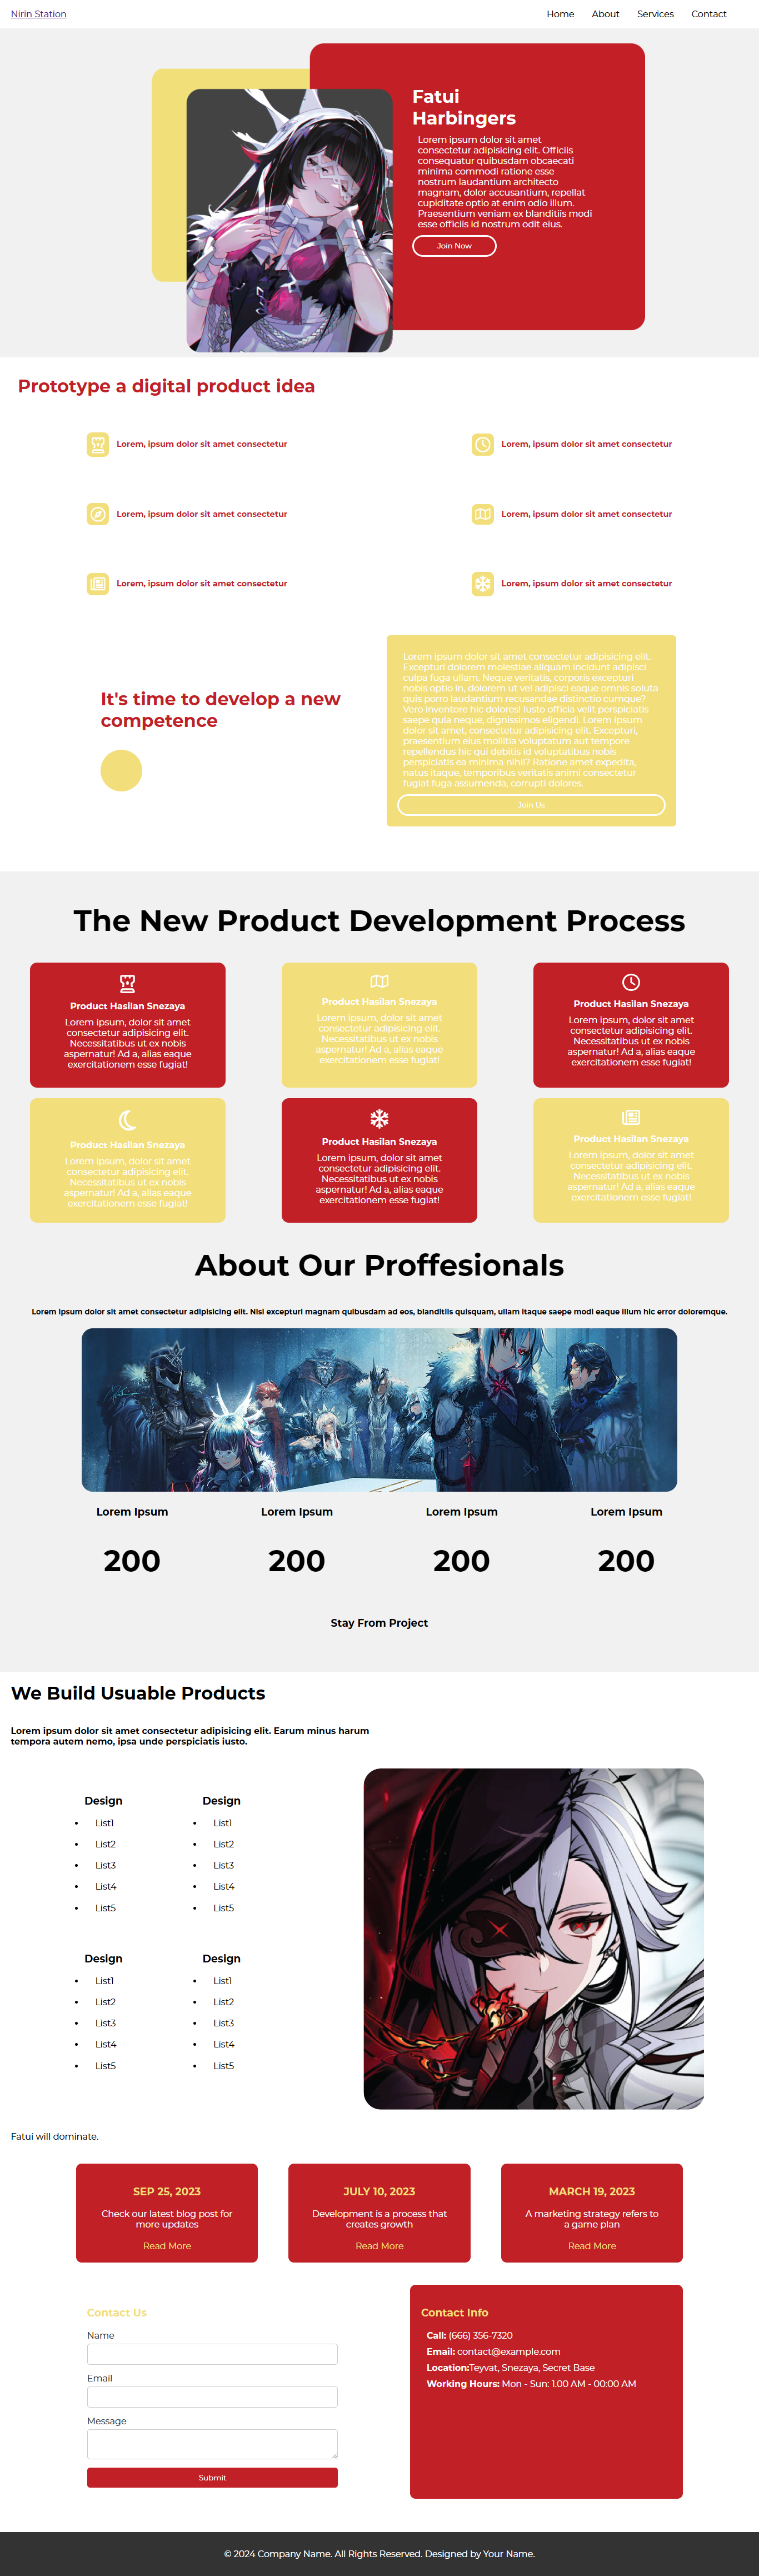 Nirin Station
Home About Services Contact
Fatui
Harbingers
Lorem ipsum dolor sit amet
consectetur adipisicing elit. Officiis
consequatur quibusdam obcaecati
minima commodi ratione esse
nostrum laudantium architecto
magnam, dolor accusantium, repellat
cupiditate optio at enim odio illum.
Praesentium veniam ex blanditiis modi
esse officiis id nostrum odit eius.
Join Now
Prototype a digital product idea
Lorem, ipsum dolor sit amet consectetur
Lorem, ipsum dolor sit amet consectetur
Lorem, ipsum dolor sit amet consectetur
Lorem, ipsum dolor sit amet consectetur
Lorem, ipsum dolor sit amet consectetur
Lorem, ipsum dolor sit amet consectetur
It's time to develop a new
competence
Lorem ipsum dolor sit amet consectetur adipisicing elit.
Excepturi dolorem molestiae aliquam incidunt adipisci
culpa fuga ullam. Neque veritatis, corporis excepturi
nobis optio in, dolorem ut vel adipisci eaque omnis soluta
quis porro laudantium recusandae distinctio cumque?
Vero inventore hic dolores! Iusto officia velit perspiciatis
saepe quia neque, dignissimos eligendi. Lorem ipsum
dolor sit amet, consectetur adipisicing elit. Excepturi,
praesentium eius mollitia voluptatum aut tempore
repellendus hic qui debitis id voluptatibus nobis
perspiciatis ea minima nihil? Ratione amet expedita,
natus itaque, temporibus veritatis animi consectetur
fugiat fuga assumenda, corrupti dolores.
Join Us
The New Product Development Process
Product Hasilan Snezaya
Lorem ipsum, dolor sit amet
consectetur adipisicing elit.
Necessitatibus ut ex nobis
aspernatur! Ad a, alias eaque
exercitationem esse fugiat!
Product Hasilan Snezaya
Lorem ipsum, dolor sit amet
consectetur adipisicing elit.
Necessitatibus ut ex nobis
aspernatur! Ad a, alias eaque
exercitationem esse fugiat!
Product Hasilan Snezaya
Lorem ipsum, dolor sit amet
consectetur adipisicing elit.
Necessitatibus ut ex nobis
aspernatur! Ad a, alias eaque
exercitationem esse fugiat!
Product Hasilan Snezaya
Lorem ipsum, dolor sit amet
consectetur adipisicing elit.
Necessitatibus ut ex nobis
aspernatur! Ad a, alias eaque
exercitationem esse fugiat!
Product Hasilan Snezaya
Lorem ipsum, dolor sit amet
consectetur adipisicing elit.
Necessitatibus ut ex nobis
aspernatur! Ad a, alias eaque
exercitationem esse fugiat!
Product Hasilan Snezaya
Lorem ipsum, dolor sit amet
consectetur adipisicing elit.
Necessitatibus ut ex nobis
aspernatur! Ad a, alias eaque
exercitationem esse fugiat!
About Our Proffesionals
Lorem ipsum dolor sit amet consectetur adipisicing elit. Nisi excepturi magnam quibusdam ad eos, blanditiis quisquam, ullam itaque saepe modi eaque illum hic error doloremque.
Lorem Ipsum
200
Lorem Ipsum
200
Lorem Ipsum
200
Lorem Ipsum
200
Stay From Project
We Build Usuable Products
Lorem ipsum dolor sit amet consectetur adipisicing elit. Earum minus harum
tempora autem nemo, ipsa unde perspiciatis iusto.
Design
• List1
• List2
• List3
• List4
• List5
Design
• List1
• List2
• List3
• List4
• List5
Design
• List1
• List2
• List3
• List4
• List5
Design
• List1
• List2
• List3
• List4
• List5
Fatui will dominate.
SEP 25, 2023
Check our latest blog post for
more updates
Read More
JULY 10, 2023
Development is a process that
creates growth
Read More
MARCH 19, 2023
A marketing strategy refers to
a game plan
Read More
Contact Us
Name
Email
Message
Submit
Contact Info
Call: (666) 356-7320
Email: contact@example.com
Location:Teyvat, Snezaya, Secret Base
Working Hours: Mon - Sun: 1.00 AM - 00:00 AM
© 2024 Company Name. All Rights Reserved. Designed by Your Name.